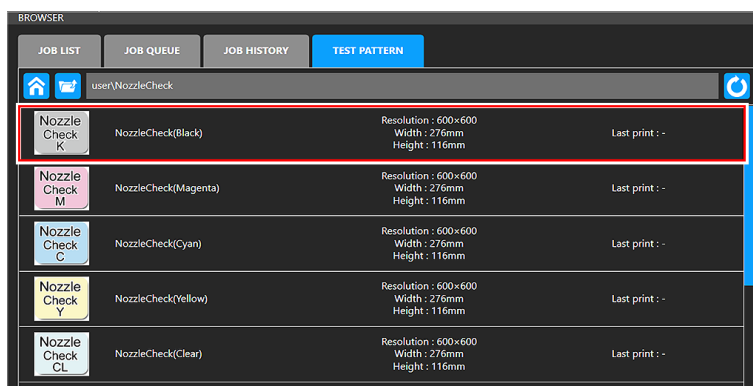 BROWSER
JOB LIST JOB QUEUE JOB HISTORY TEST PATTERN
user\NozzleCheck
Nozzle
Check
K
NozzleCheck(Black)
Resolution : 600×600
Width : 276mm
Height : 116mm
Last print : -
Nozzle
Check
M
NozzleCheck(Magenta)
Resolution : 600×600
Width : 276mm
Height : 116mm
Last print : -
Nozzle
Check
C
NozzleCheck(Cyan)
Resolution : 600×600
Width : 276mm
Height : 116mm
Last print : -
Nozzle
Check
Y
NozzleCheck(Yellow)
Resolution : 600×600
Width : 276mm
Height : 116mm
Last print : -
Nozzle
Check
CL
NozzleCheck(Clear)
Resolution : 600×600
Width : 276mm
Height : 116mm
Last print : -